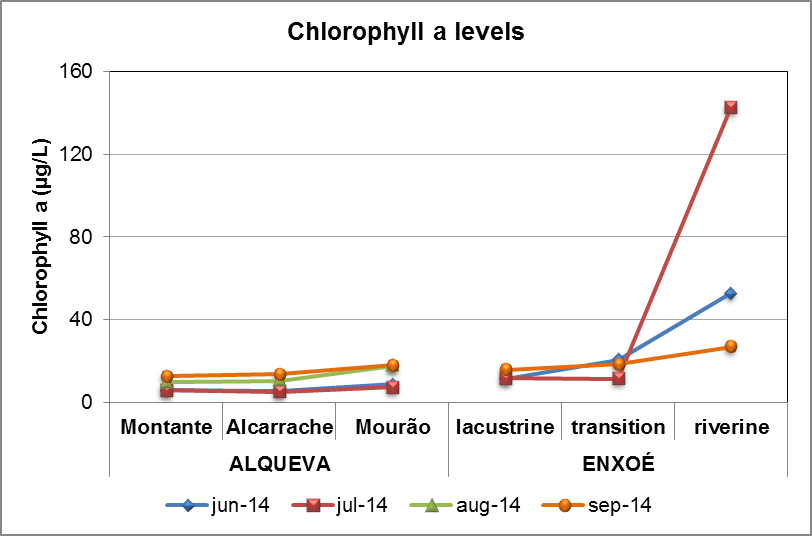 Chlorophyll a levels
Chlorophyll a (µg/L)
160
120
80
40
0
Montante Alcarrache Mourão lacustrine transition riverine
ALQUEVA ENXOÉ
jun-14 jul-14 aug-14 sep-14